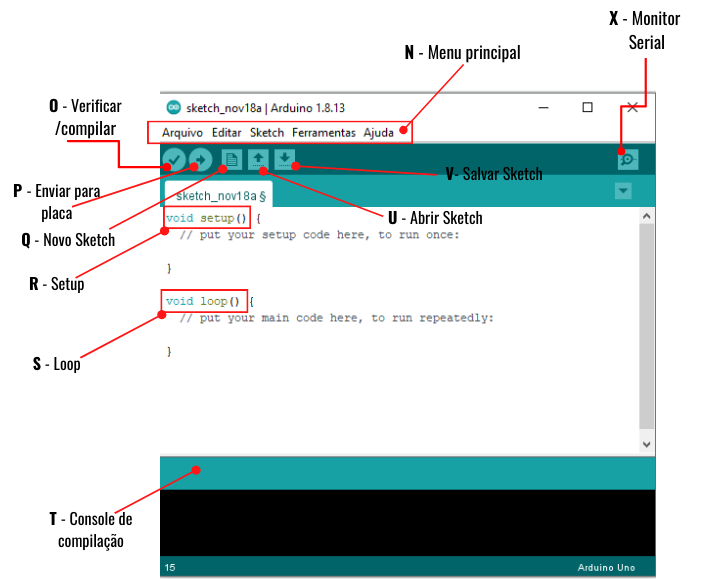 X - Monitor
Serial
N - Menu principal
O - Verificar
/compilar
sketch_nov18a | Arduino 1.8.13
Arquivo Editar Sketch Ferramentas Ajuda
V- Salvar Sketch
P - Enviar para
placa
sketch_nov18a §
U - Abrir Sketch
void setup() {
Q - Novo Sketch
// put your setup code here, to run once:
}
R - Setup
void loop() {
// put your main code here, to run repeatedly:
}
S - Loop
T - Console de
compilação
15
Arduino Uno